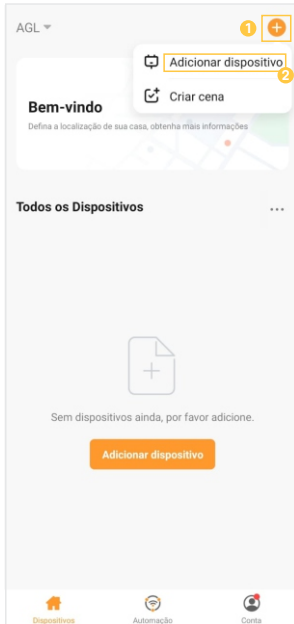 AGL
1
Adicionar dispositivo
2
Criar cena
Bem-vindo
Defina a localização de sua casa, obtenha mais informações
Todos os Dispositivos
...
Sem dispositivos ainda, por favor adicione.
Adicionar dispositivo
Dispositivos
Automação
Conta